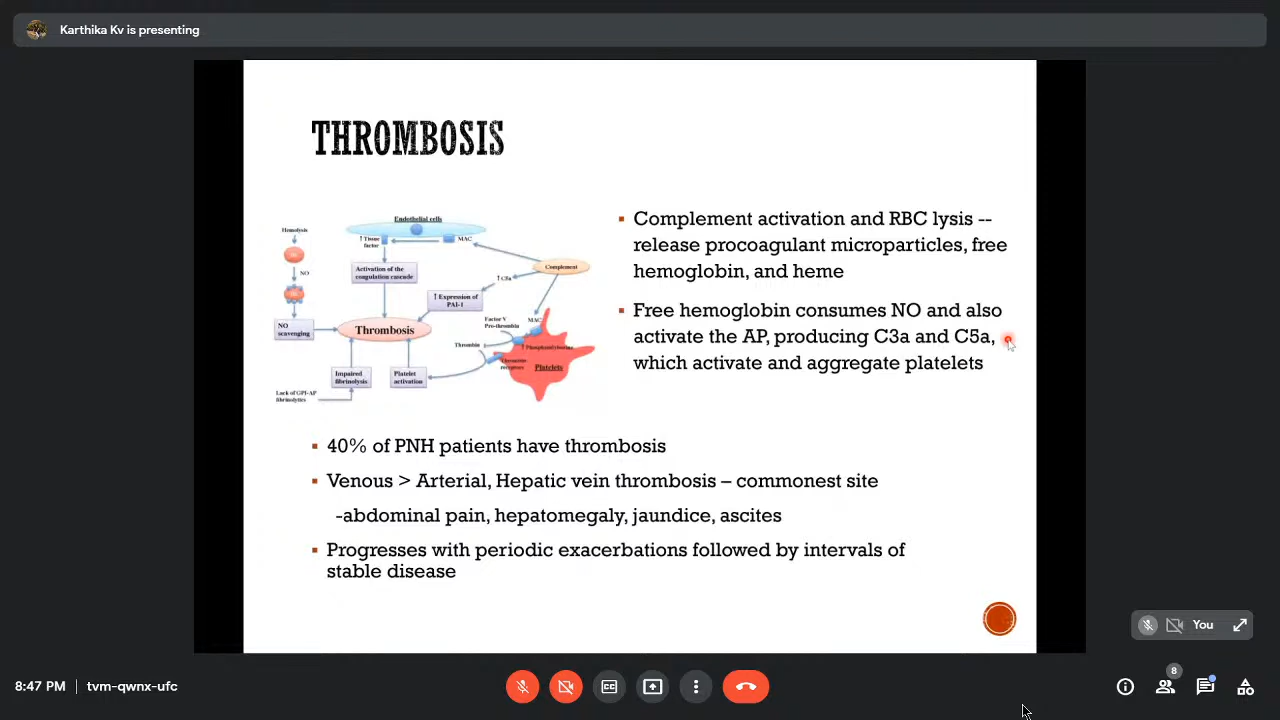 Karthika Kv is presenting
THROMBOSIS
Endothelial cells
Hemolysis
↑ Tissue
factor
MAC
NO
Activation of the
coagulation cascade
Complement
↑ C5a
↑ Expression of
PAI-1
NO
scavenging
Thrombosis
Factor V
Pro-thrombin
MAC
Thrombin
↑ Phosphatidylserine
receptors
Platelets
Impaired
fibrinolysis
Platelet
activation
Lack of GPI-AP
fibrinolytics
▪ Complement activation and RBC lysis --
release procoagulant microparticles, free
hemoglobin, and heme
▪ Free hemoglobin consumes NO and also
activate the AP, producing C3a and C5a,
which activate and aggregate platelets
▪ 40% of PNH patients have thrombosis
▪ Venous > Arterial, Hepatic vein thrombosis – commonest site
-abdominal pain, hepatomegaly, jaundice, ascites
▪ Progresses with periodic exacerbations followed by intervals of
stable disease
You
8:47 PM | tvm-qwnx-ufc
8